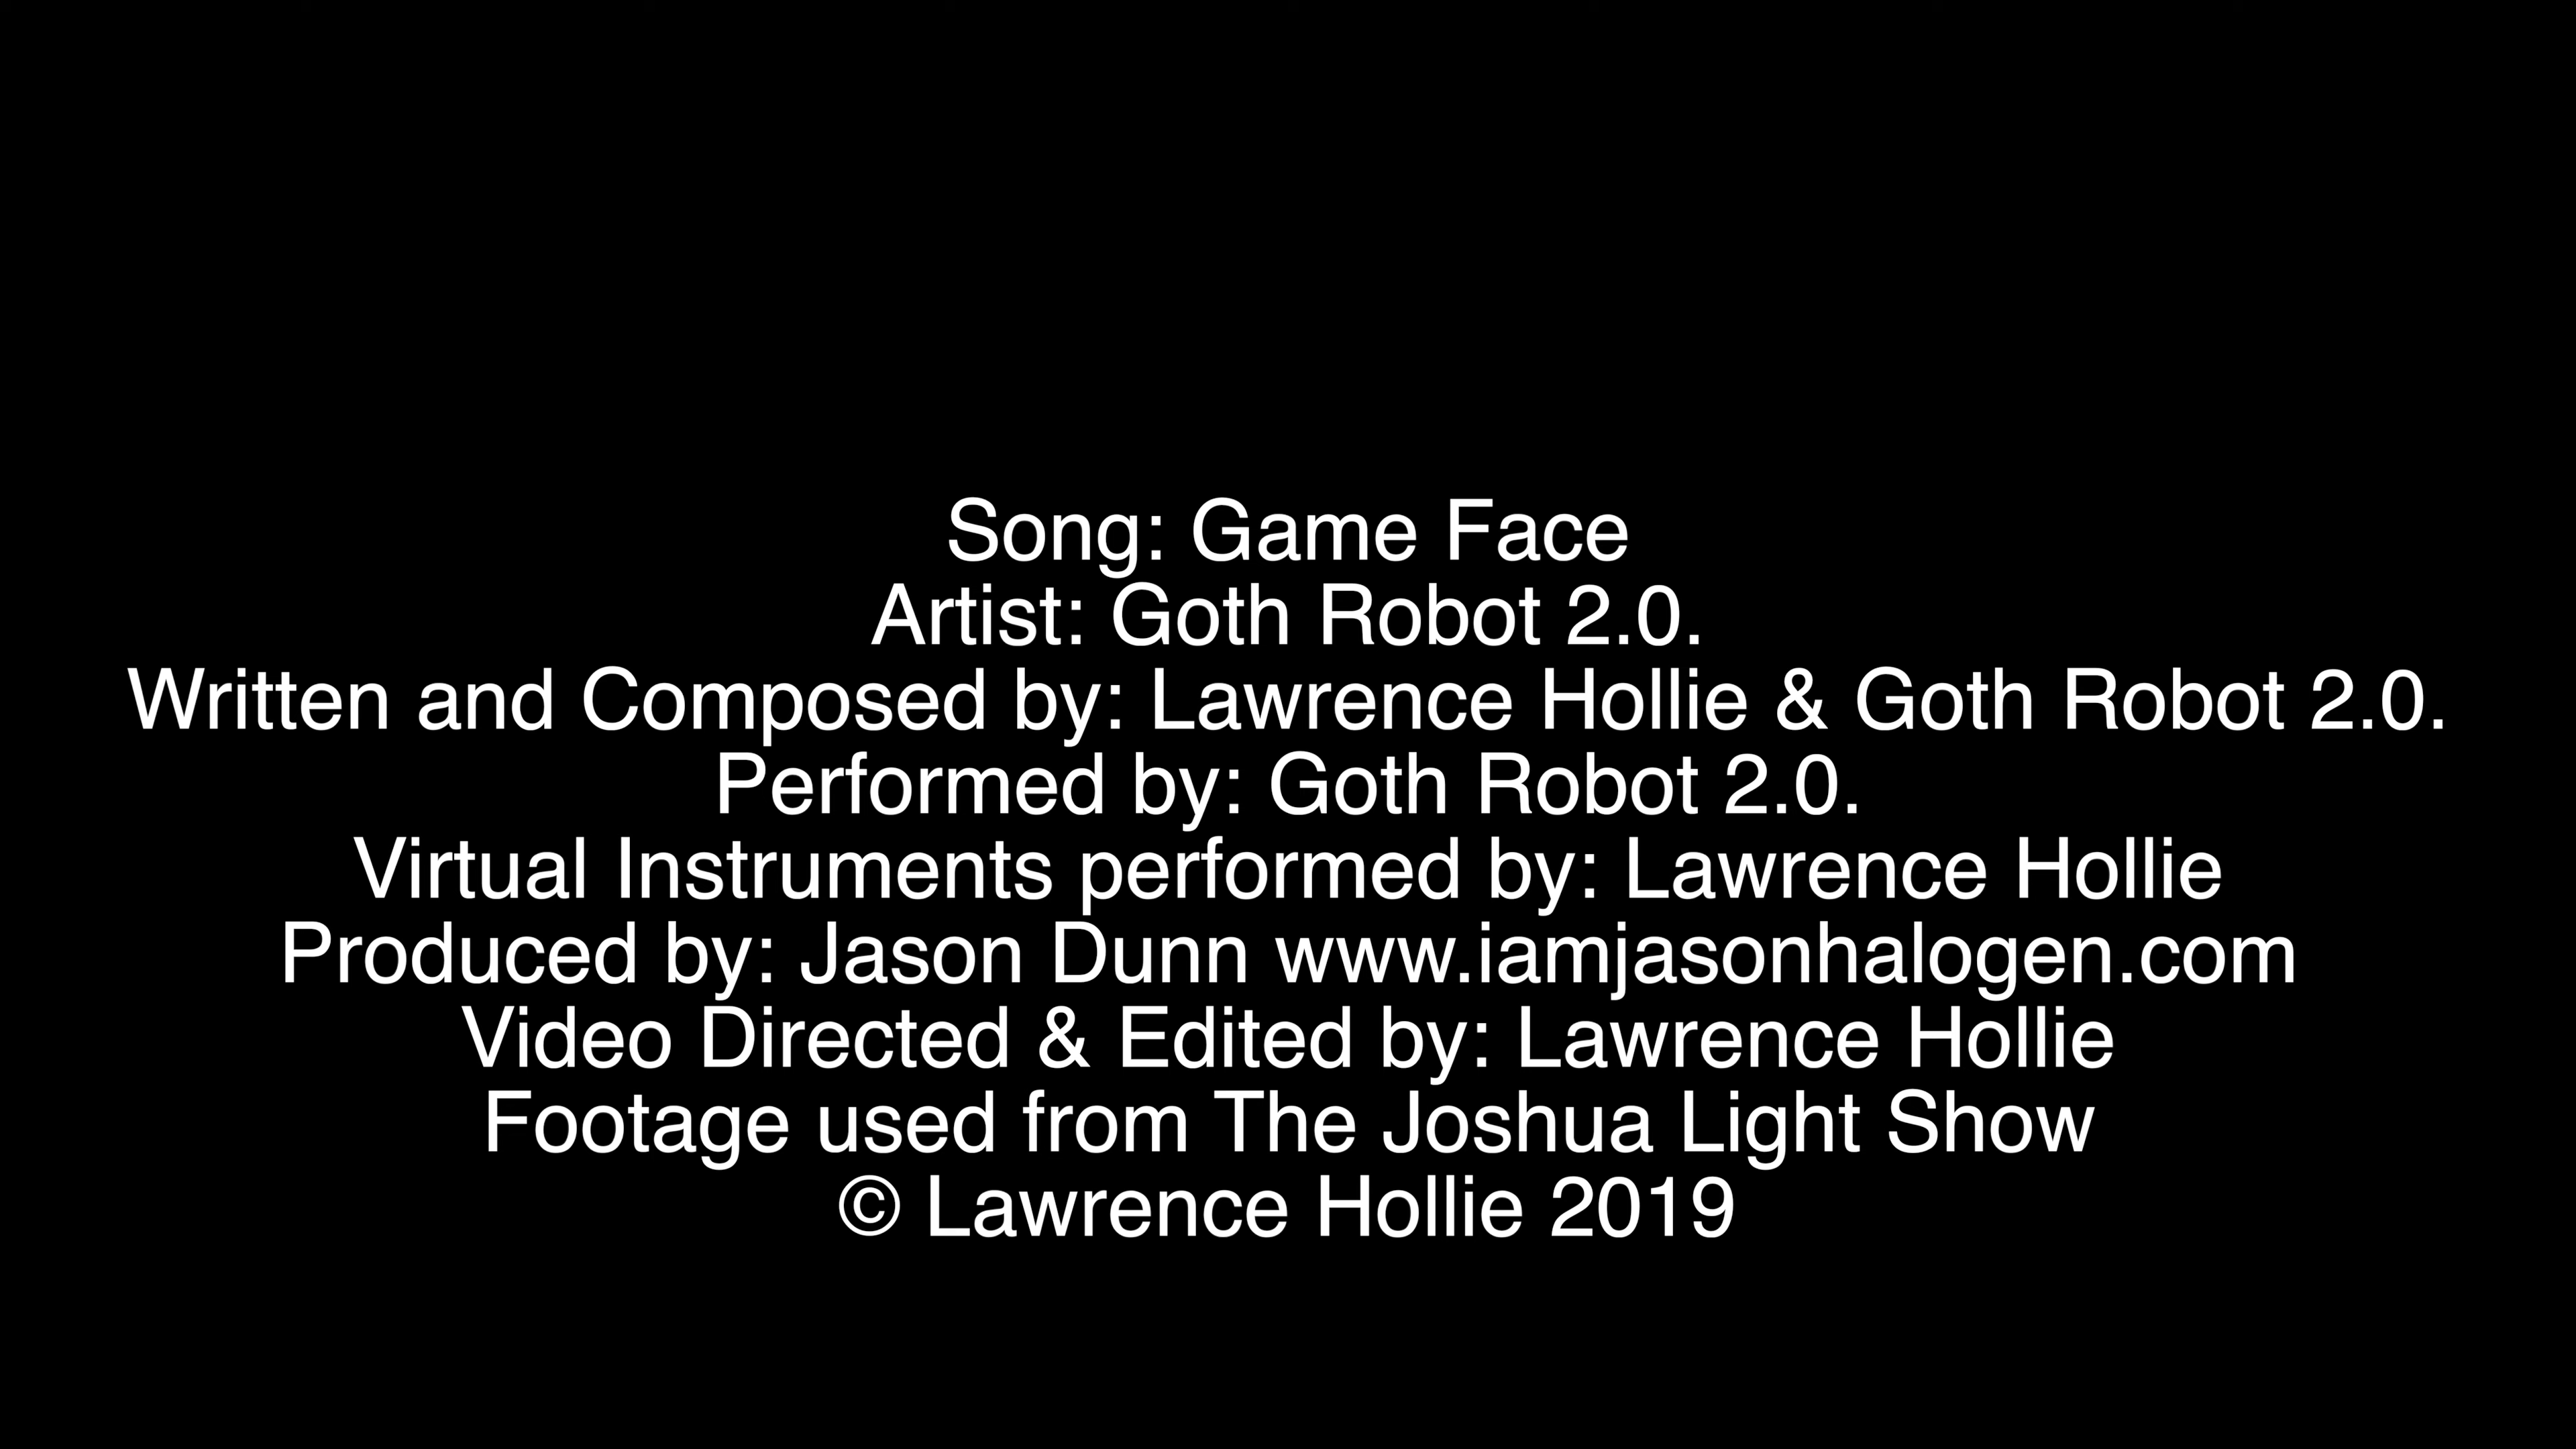 Song: Game Face
Artist: Goth Robot 2.0.
Written and Composed by: Lawrence Hollie & Goth Robot 2.0.
Performed by: Goth Robot 2.0.
Virtual Instruments performed by: Lawrence Hollie
Produced by: Jason Dunn www.iamjasonhalogen.com
Video Directed & Edited by: Lawrence Hollie
Footage used from The Joshua Light Show
© Lawrence Hollie 2019